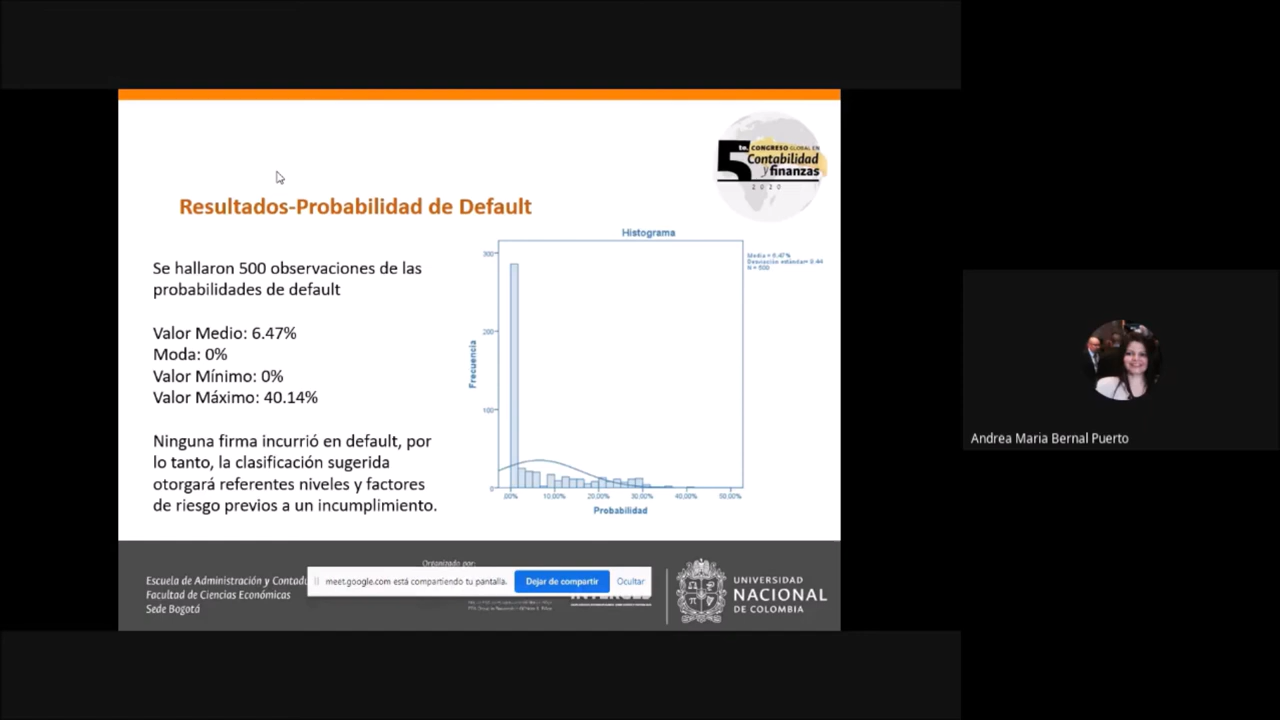 5to. CONGRESO GLOBAL EN
Contabilidad
y finanzas
2020
Resultados-Probabilidad de Default
Se hallaron 500 observaciones de las
probabilidades de default
Valor Medio: 6.47%
Moda: 0%
Valor Mínimo: 0%
Valor Máximo: 40.14%
Ninguna firma incurrió en default, por
lo tanto, la clasificación sugerida
otorgará referentes niveles y factores
de riesgo previos a un incumplimiento.
Histograma
Media = 6.47%
N = 500
Frecuencia
300
200
100
0
.00%
10.00%
20.00%
30.00%
40.00%
50.00%
Probabilidad
Andrea Maria Bernal Puerto
Organizado por:
Escuela de Administración y Contadu
Facultad de Ciencias Económicas
Sede Bogotá
meet.google.com está compartiendo tu pantalla.
Dejar de compartir
Ocultar
UNIVERSIDAD
NACIONAL
DE COLOMBIA